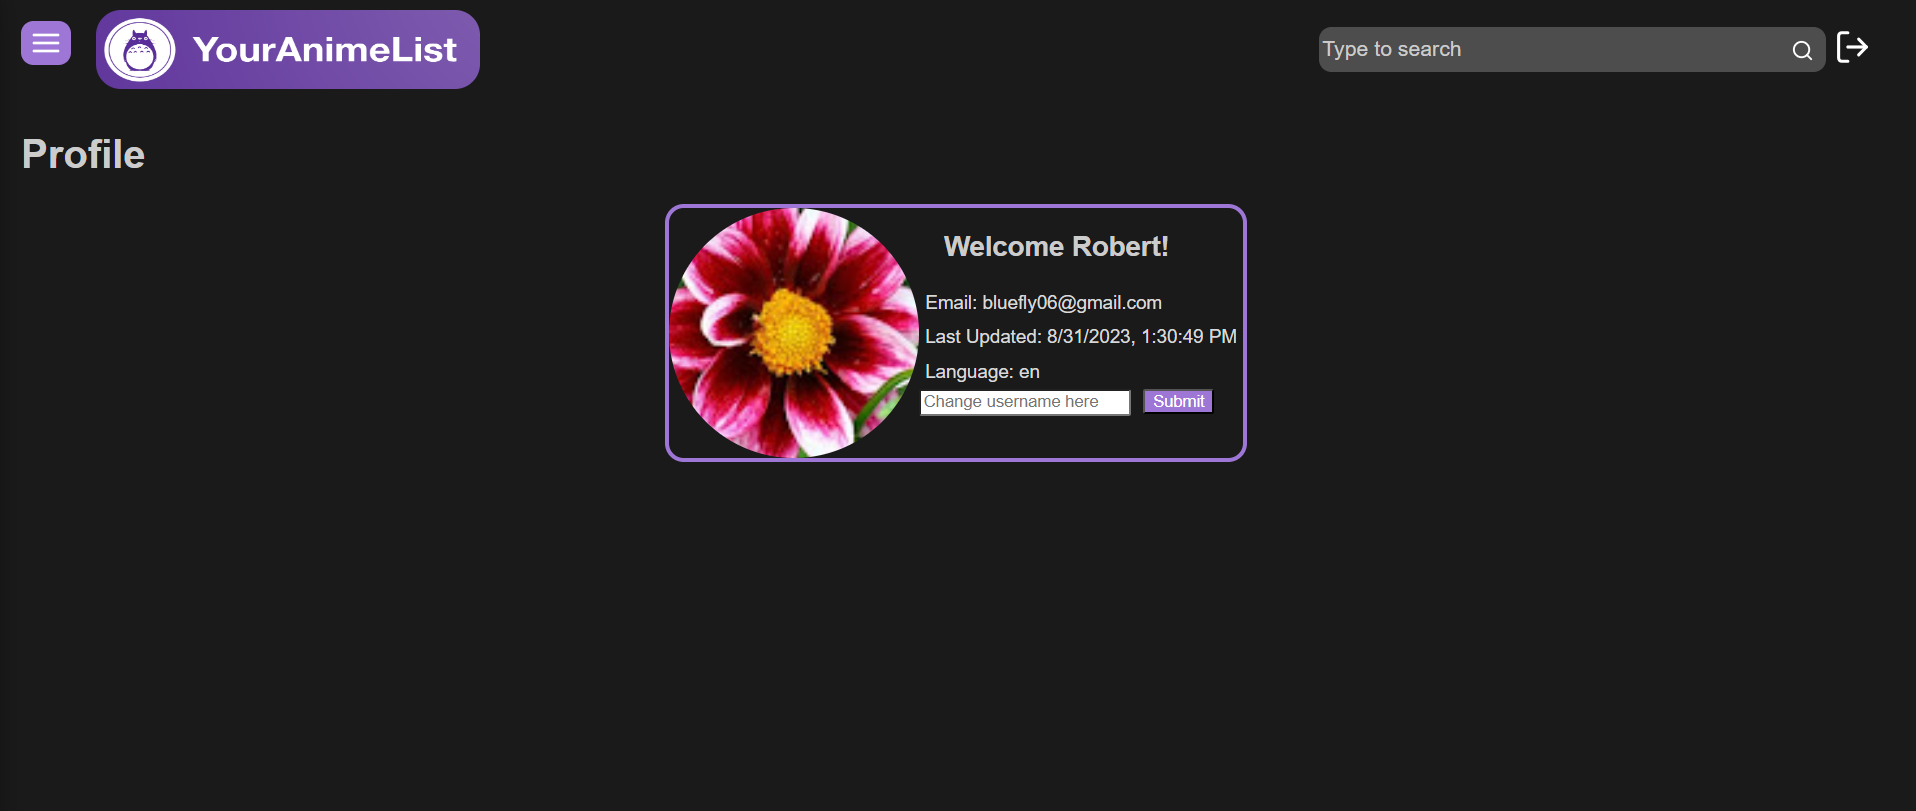 YourAnimeList
Type to search
Profile
Welcome Robert!
Email: bluefly06@gmail.com
Last Updated: 8/31/2023, 1:30:49 PM
Language: en
Change username here
Submit